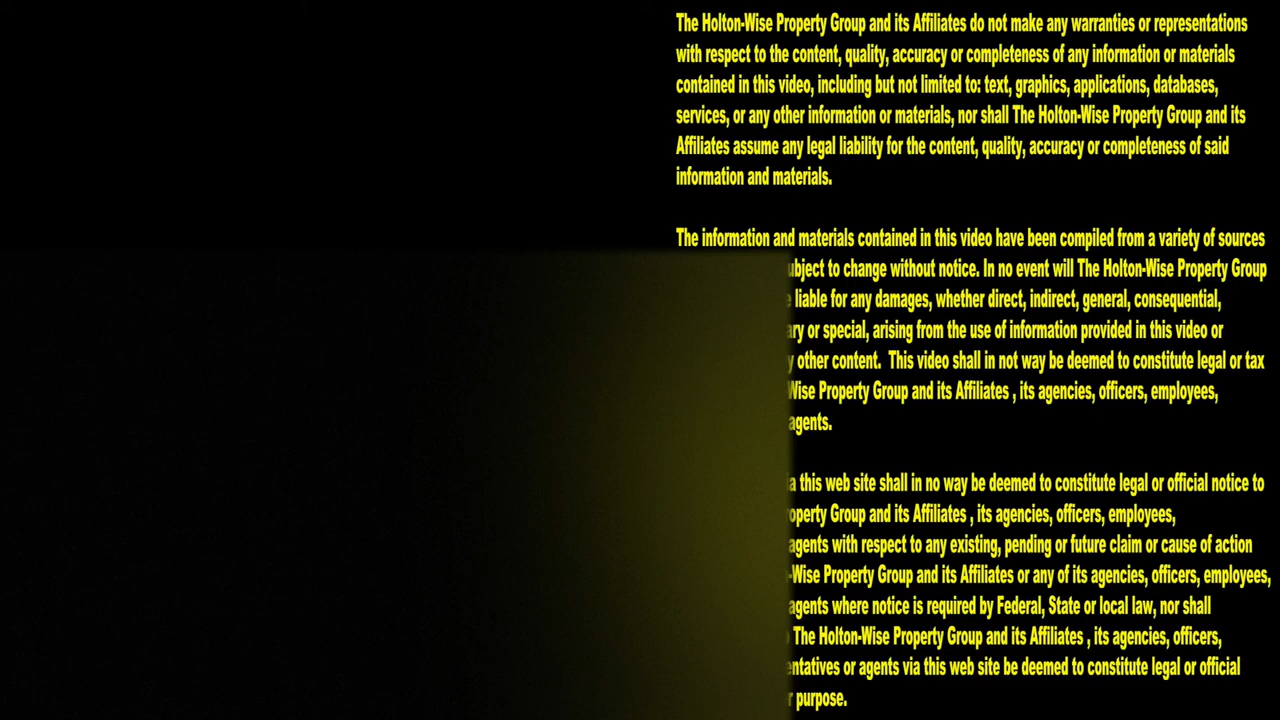 The Holton-Wise Property Group and its Affiliates do not make any warranties or representations
with respect to the content, quality, accuracy or completeness of any information or materials
contained in this video, including but not limited to: text, graphics, applications, databases,
services, or any other information or materials, nor shall The Holton-Wise Property Group and its
Affiliates assume any legal liability for the content, quality, accuracy or completeness of said
information and materials.
The information and materials contained in this video have been compiled from a variety of sources
to change without notice. In no event will The Holton-Wise Property Group
liable for any damages, whether direct, indirect, general, consequential,
or special, arising from the use of information provided in this video or
other content. This video shall in not way be deemed to constitute legal or tax
Wise Property Group and its Affiliates , its agencies, officers, employees,
agents.
this web site shall in no way be deemed to constitute legal or official notice to
Group and its Affiliates , its agencies, officers, employees,
agents with respect to any existing, pending or future claim or cause of action
-Wise Property Group and its Affiliates or any of its agencies, officers, employees,
agents where notice is required by Federal, State or local law, nor shall
The Holton-Wise Property Group and its Affiliates , its agencies, officers,
or agents via this web site be deemed to constitute legal or official
purpose.